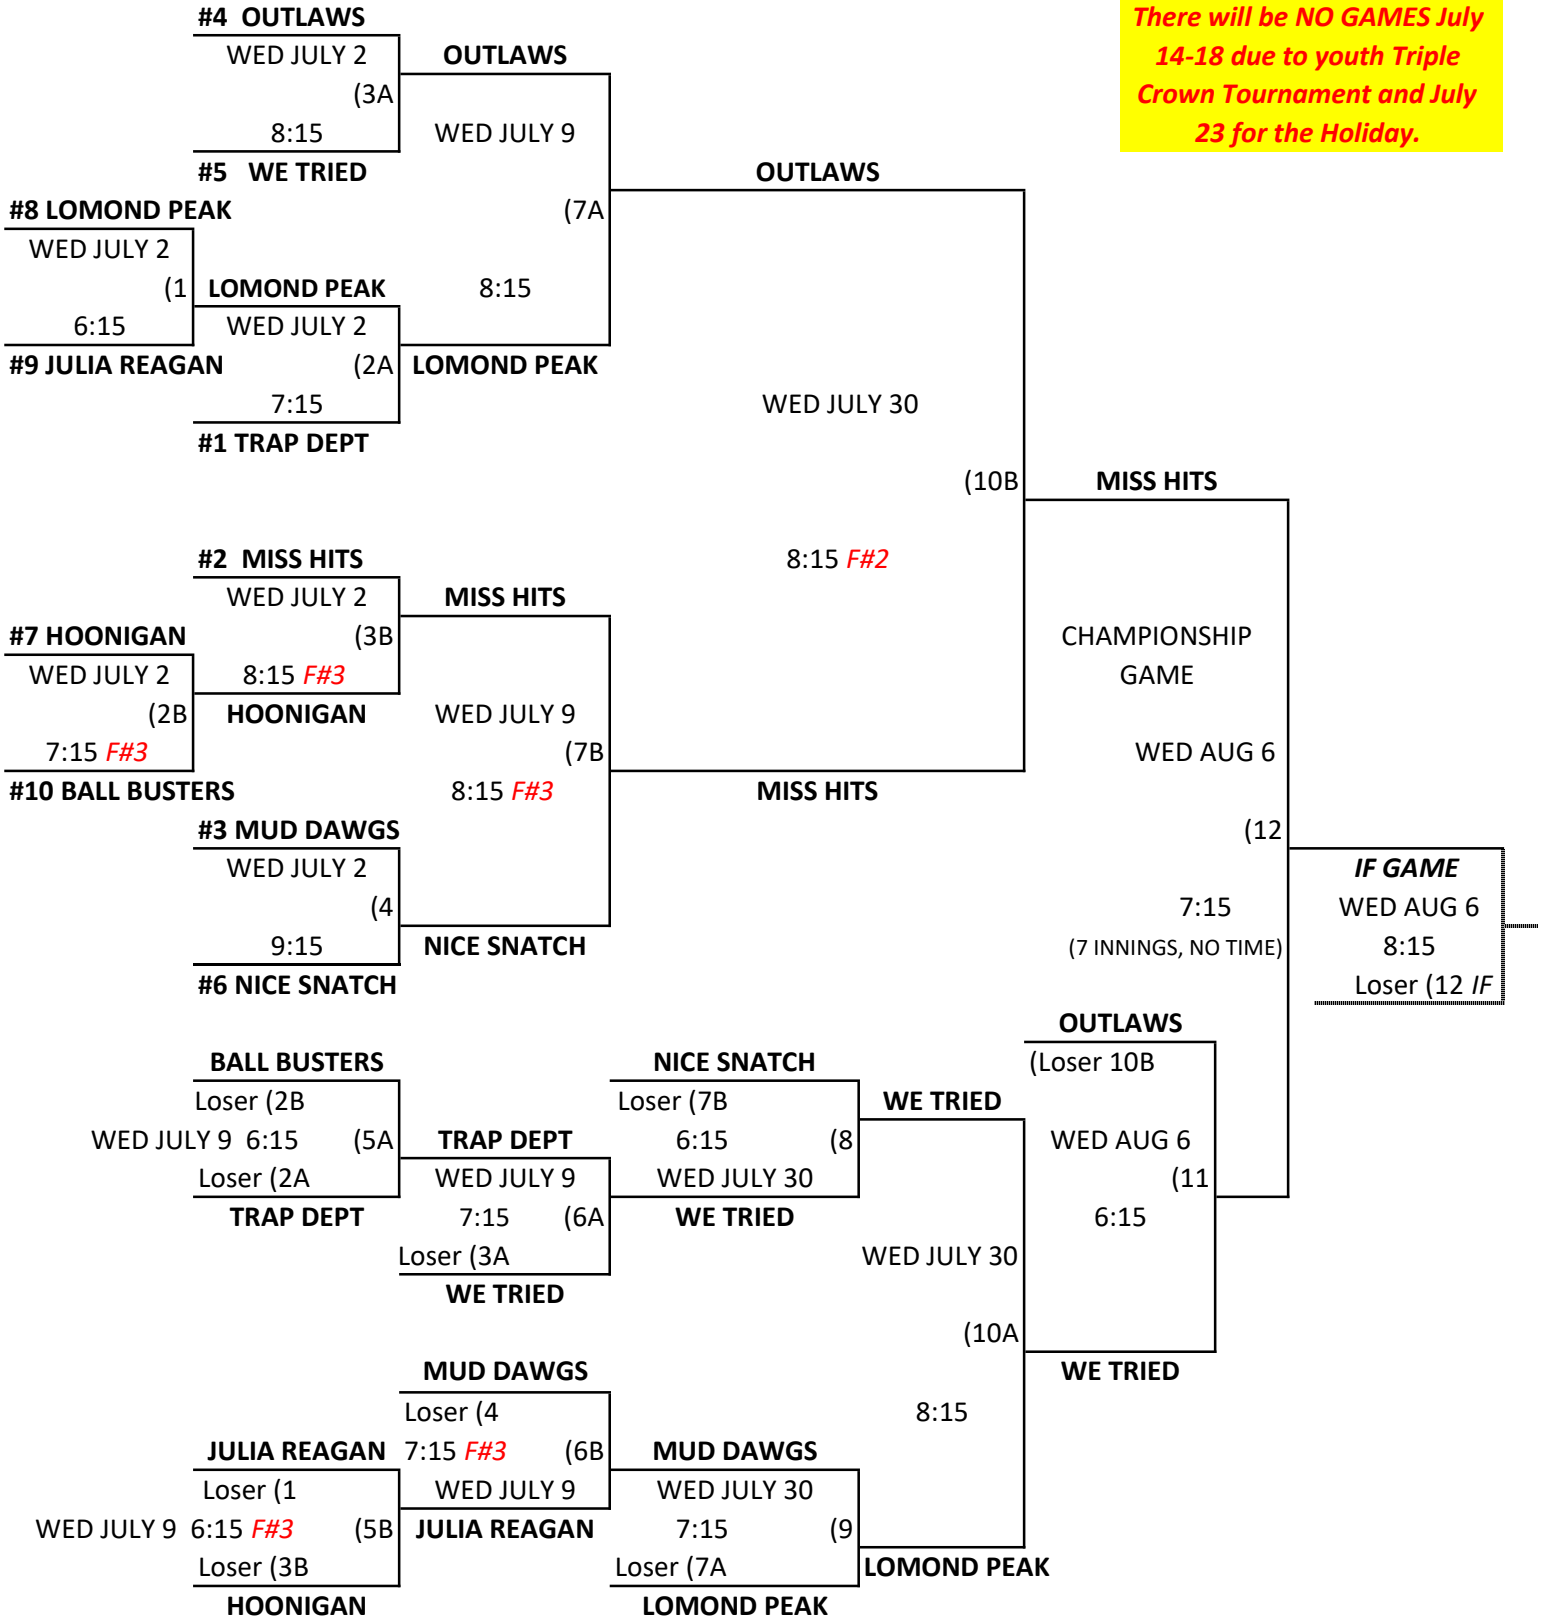 #4 OUTLAWS
There will be NO GAMES July
14-18 due to youth Triple
Crown Tournament and July
23 for the Holiday.
WED JULY 2
OUTLAWS
(3A
8:15
WED JULY 9
#5 WE TRIED
OUTLAWS
#8 LOMOND PEAK
(7A
WED JULY 2
(1
LOMOND PEAK
8:15
6:15
WED JULY 2
#9 JULIA REAGAN
(2A
LOMOND PEAK
7:15
WED JULY 30
#1 TRAP DEPT
(10B
MISS HITS
#2 MISS HITS
8:15 F#2
WED JULY 2
MISS HITS
#7 HOONIGAN
(3B
CHAMPIONSHIP
GAME
WED JULY 2
8:15 F#3
(2B
HOONIGAN
WED JULY 9
7:15 F#3
(7B
WED AUG 6
#10 BALL BUSTERS
8:15 F#3
MISS HITS
#3 MUD DAWGS
(12
WED JULY 2
IF GAME
(4
7:15
WED AUG 6
9:15
NICE SNATCH
(7 INNINGS, NO TIME)
8:15
#6 NICE SNATCH
Loser (12 IF
OUTLAWS
BALL BUSTERS
NICE SNATCH
(Loser 10B
Loser (2B
Loser (7B
WE TRIED
WED JULY 9 6:15
(5A
TRAP DEPT
6:15
(8
WED AUG 6
Loser (2A
WED JULY 9
WED JULY 30
(11
TRAP DEPT
7:15
(6A
WE TRIED
6:15
Loser (3A
WED JULY 30
WE TRIED
(10A
MUD DAWGS
WE TRIED
Loser (4
8:15
JULIA REAGAN
7:15 F#3
(6B
MUD DAWGS
Loser (1
WED JULY 9
WED JULY 30
WED JULY 9 6:15 F#3
(5B
JULIA REAGAN
7:15
(9
Loser (3B
Loser (7A
LOMOND PEAK
HOONIGAN
LOMOND PEAK